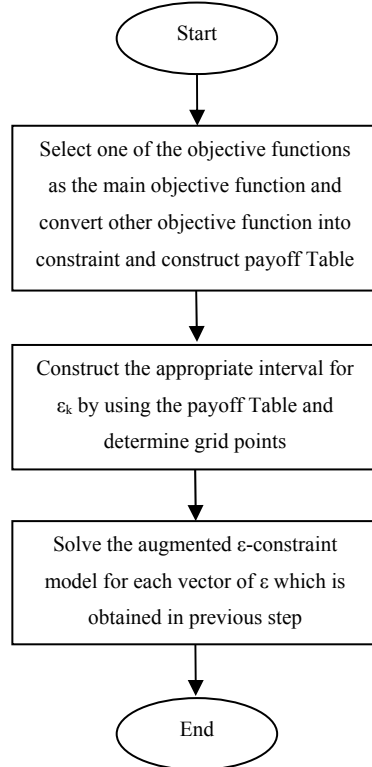 Start
Select one of the objective functions
as the main objective function and
convert other objective function into
constraint and construct payoff Table
Construct the appropriate interval for
εₖ by using the payoff Table and
determine grid points
Solve the augmented ε-constraint
model for each vector of ε which is
obtained in previous step
End